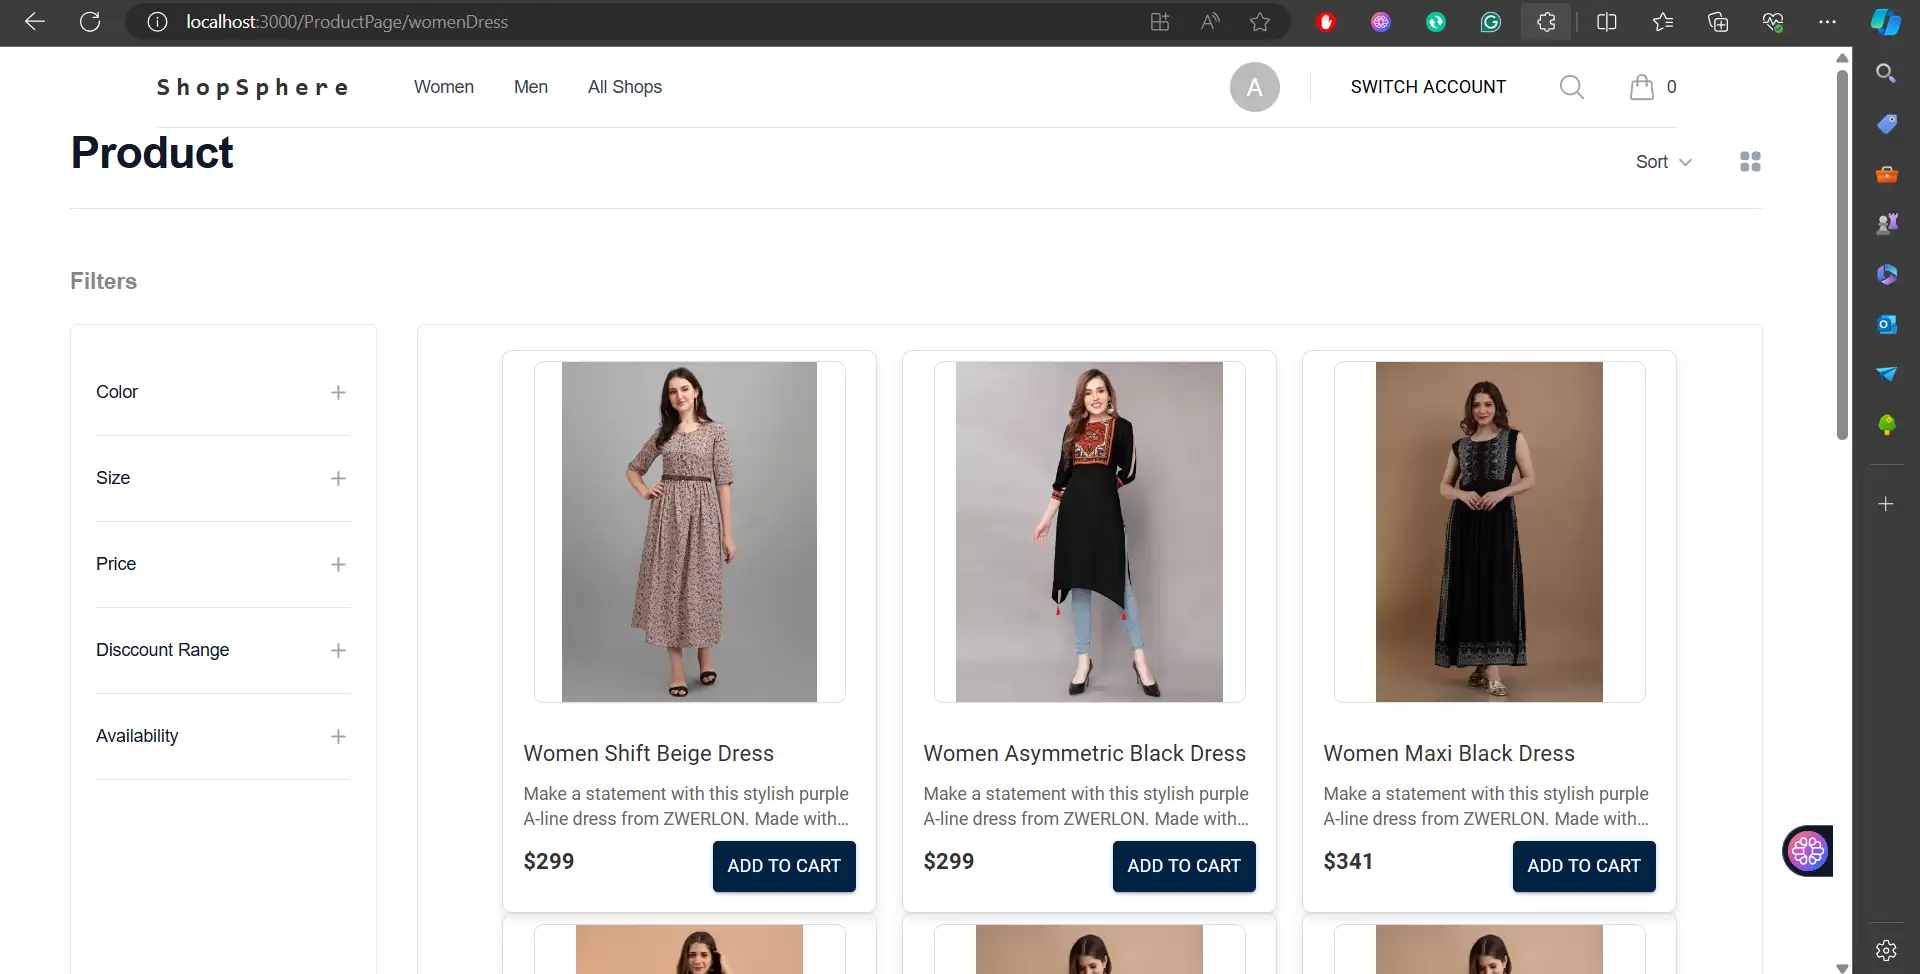 localhost:3000/ProductPage/womenDress
ShopSphere
Women
Men
All Shops
A
SWITCH ACCOUNT
0
Product
Sort
Filters
Color
Size
Price
Disccount Range
Availability
Women Shift Beige Dress
Make a statement with this stylish purple
A-line dress from ZWERLON. Made with...
$299
ADD TO CART
Women Asymmetric Black Dress
Make a statement with this stylish purple
A-line dress from ZWERLON. Made with...
$299
ADD TO CART
Women Maxi Black Dress
Make a statement with this stylish purple
A-line dress from ZWERLON. Made with...
$341
ADD TO CART